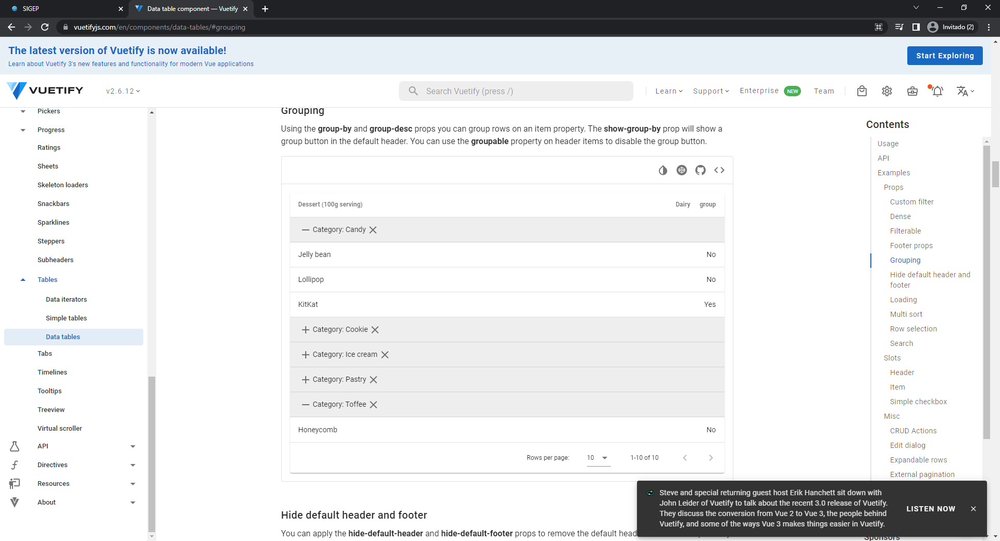 SIGEP
Data table component — Vuetify
vuetifyjs.com/en/components/data-tables/#grouping
Invitado (2)
The latest version of Vuetify is now available!
Learn about Vuetify 3's new features and functionality for modern Vue applications
Start Exploring
VUETIFY
v2.6.12
Search Vuetify (press /)
Learn
Support
Enterprise NEW
Team
Pickers
Progress
Ratings
Sheets
Skeleton loaders
Snackbars
Sparklines
Steppers
Subheaders
Tables
Data iterators
Simple tables
Data tables
Tabs
Timelines
Tooltips
Treeview
Virtual scroller
API
Directives
Resources
About
Grouping
Using the group-by and group-desc props you can group rows on an item property. The show-group-by prop will show a
group button in the default header. You can use the groupable property on header items to disable the group button.
Dessert (100g serving) Dairy group
Category: Candy
Jelly bean No
Lollipop No
KitKat Yes
Category: Cookie
Category: Ice cream
Category: Pastry
Category: Toffee
Honeycomb No
Rows per page: 10 1-10 of 10
Hide default header and footer
You can apply the hide-default-header and hide-default-footer props to remove the default head
Contents
Usage
API
Examples
Props
Custom filter
Dense
Filterable
Footer props
Grouping
Hide default header and
footer
Loading
Multi sort
Row selection
Search
Slots
Header
Item
Simple checkbox
Misc
CRUD Actions
Edit dialog
Expandable rows
External pagination
Steve and special returning guest host Erik Hanchett sit down with
John Leider of Vuetify to talk about the recent 3.0 release of Vuetify.
They discuss the conversion from Vue 2 to Vue 3, the people behind
Vuetify, and some of the ways Vue 3 makes things easier in Vuetify.
LISTEN NOW
Sponsors